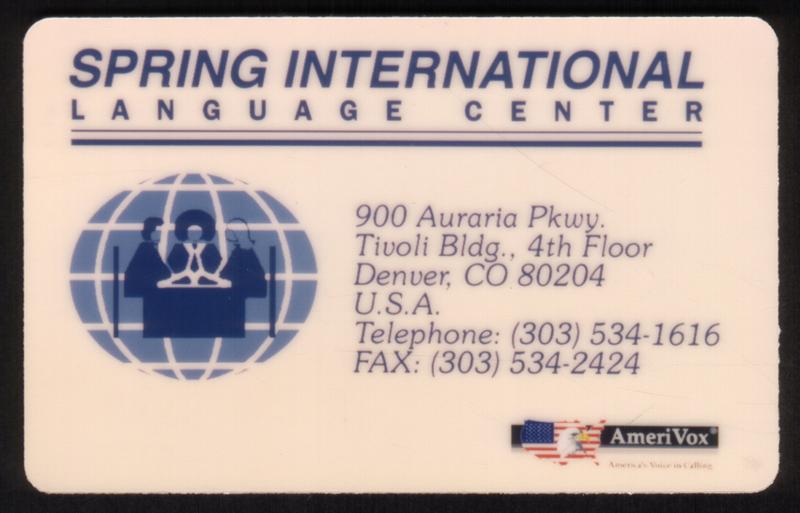 SPRING INTERNATIONAL
LANGUAGE CENTER
900 Auraria Pkwy.
Tivoli Bldg., 4th Floor
Denver, CO 80204
U.S.A.
Telephone: (303) 534-1616
FAX: (303) 534-2424
AmeriVox®
America's Voice in Calling